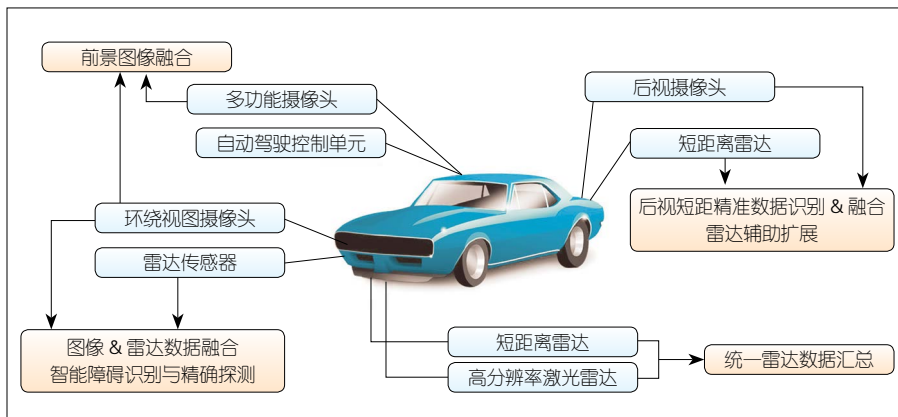 前景图像融合
多功能摄像头
自动驾驶控制单元
环绕视图摄像头
雷达传感器
图像 & 雷达数据融合
智能障碍识别与精确探测
后视摄像头
短距离雷达
后视短距精准数据识别 & 融合
雷达辅助扩展
短距离雷达
高分辨率激光雷达
统一雷达数据汇总